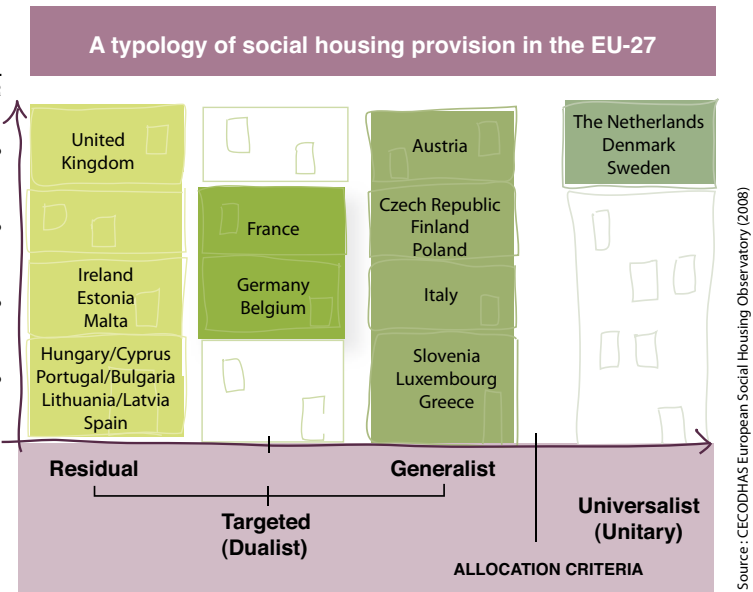 A typology of social housing provision in the EU-27
United
Kingdom
Ireland
Estonia
Malta
Hungary/Cyprus
Portugal/Bulgaria
Lithuania/Latvia
Spain
France
Germany
Belgium
Austria
Czech Republic
Finland
Poland
Italy
Slovenia
Luxembourg
Greece
The Netherlands
Denmark
Sweden
Residual
Generalist
Targeted
(Dualist)
Universalist
(Unitary)
ALLOCATION CRITERIA
Source : CECODHAS European Social Housing Observatory (2008)